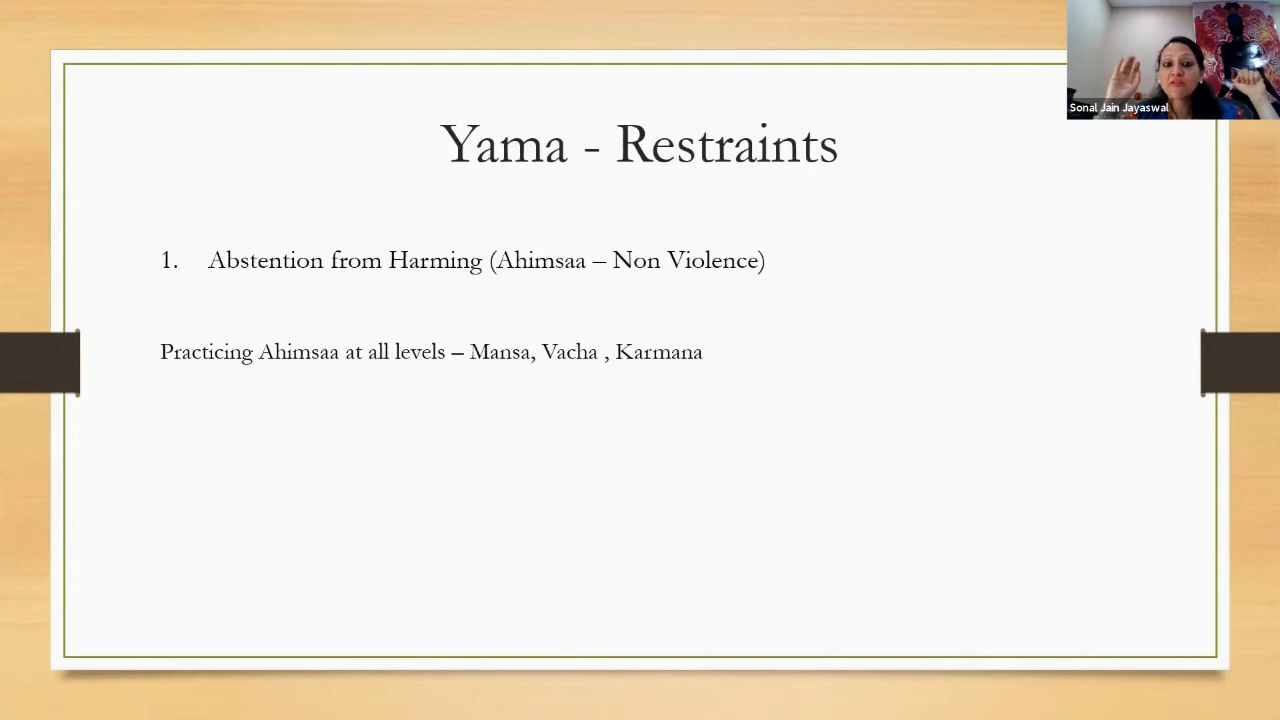 Sonal Jain Jayaswal
Yama - Restraints
1. Abstention from Harming (Ahimsaa – Non Violence)
Practicing Ahimsaa at all levels – Mansa, Vacha , Karmana